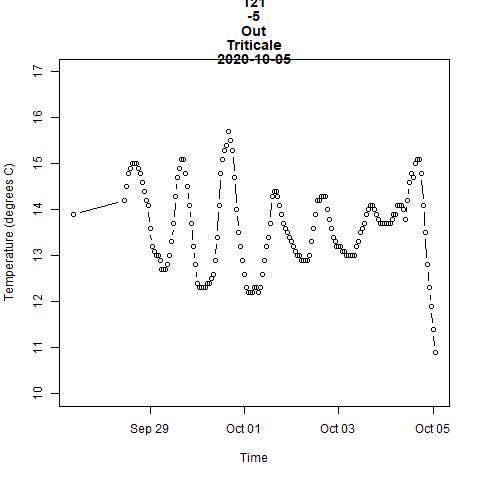 121
-5
Out
Triticale
2020-10-05
17
16
15
14
13
12
11
10
Temperature (degrees C)
Sep 29
Oct 01
Oct 03
Oct 05
Time